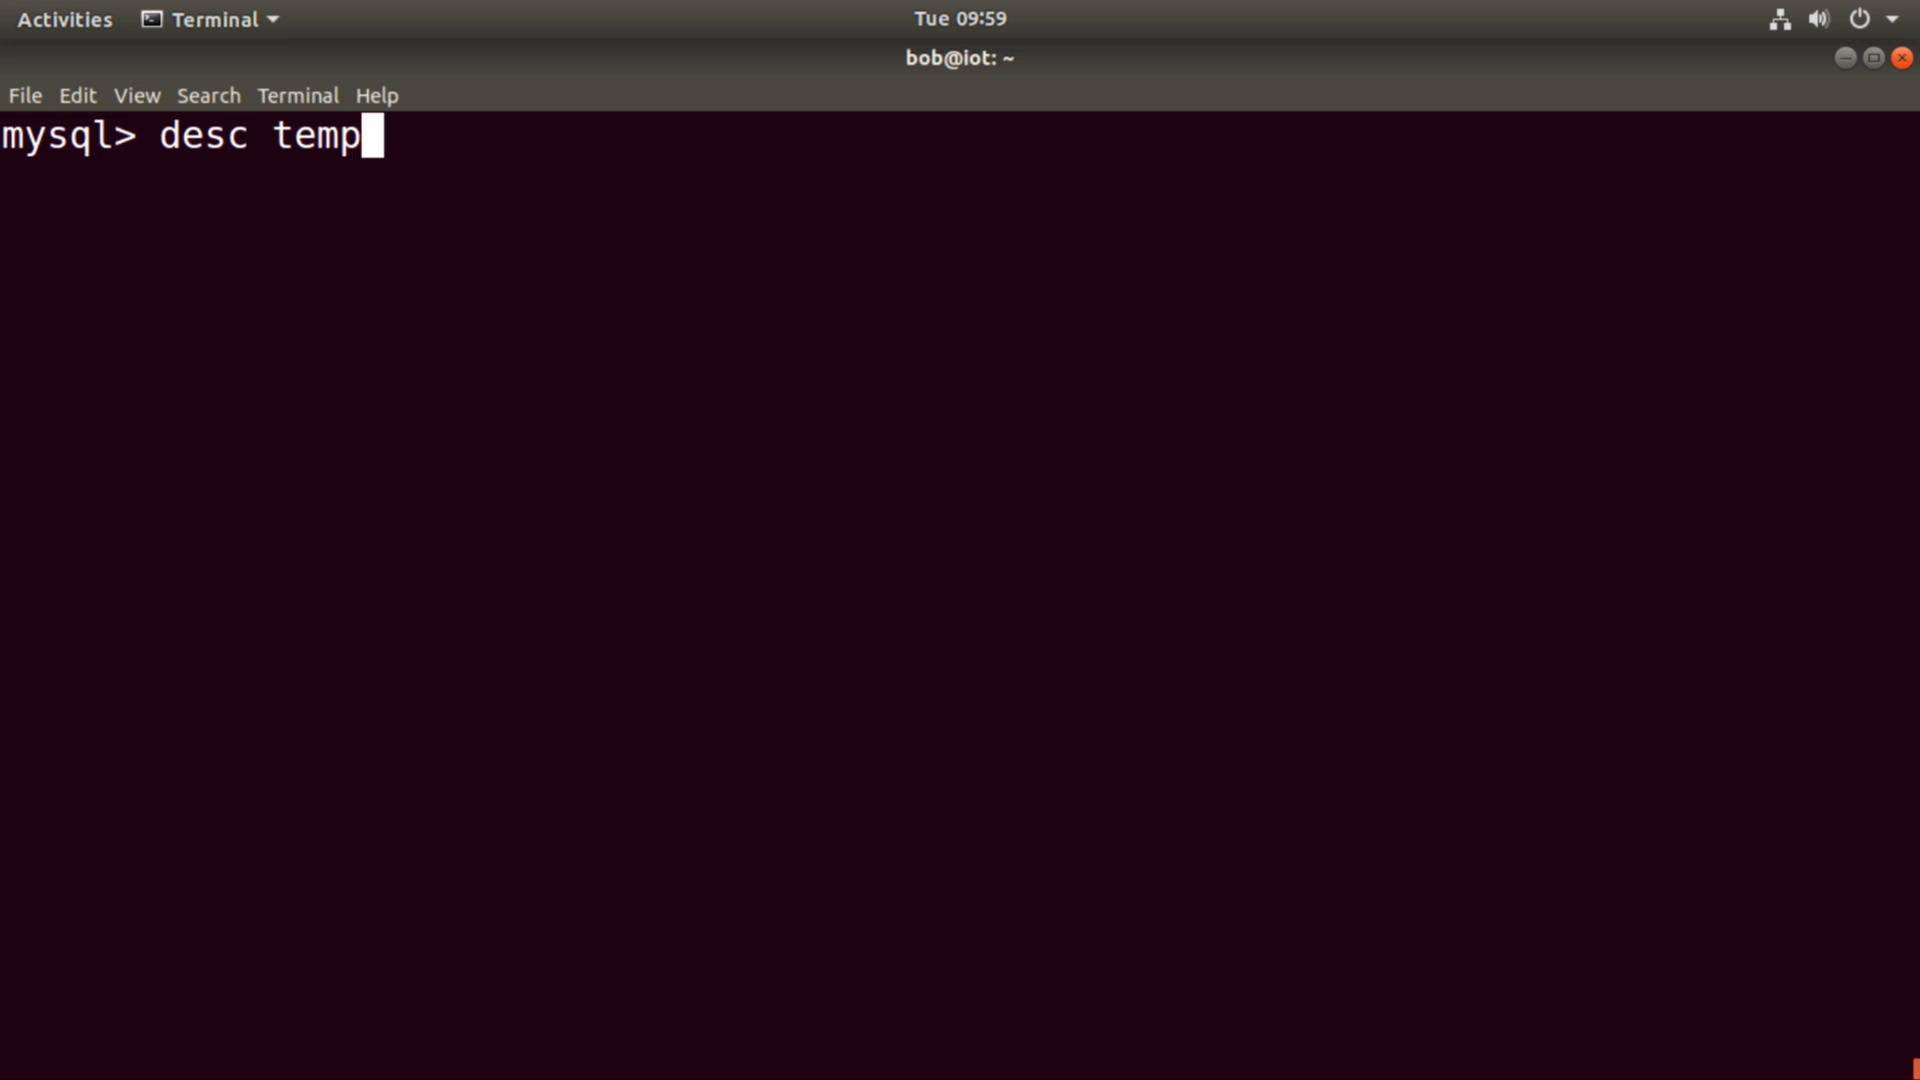 Activities Terminal Tue 09:59
bob@iot: ~
File Edit View Search Terminal Help
mysql> desc temp